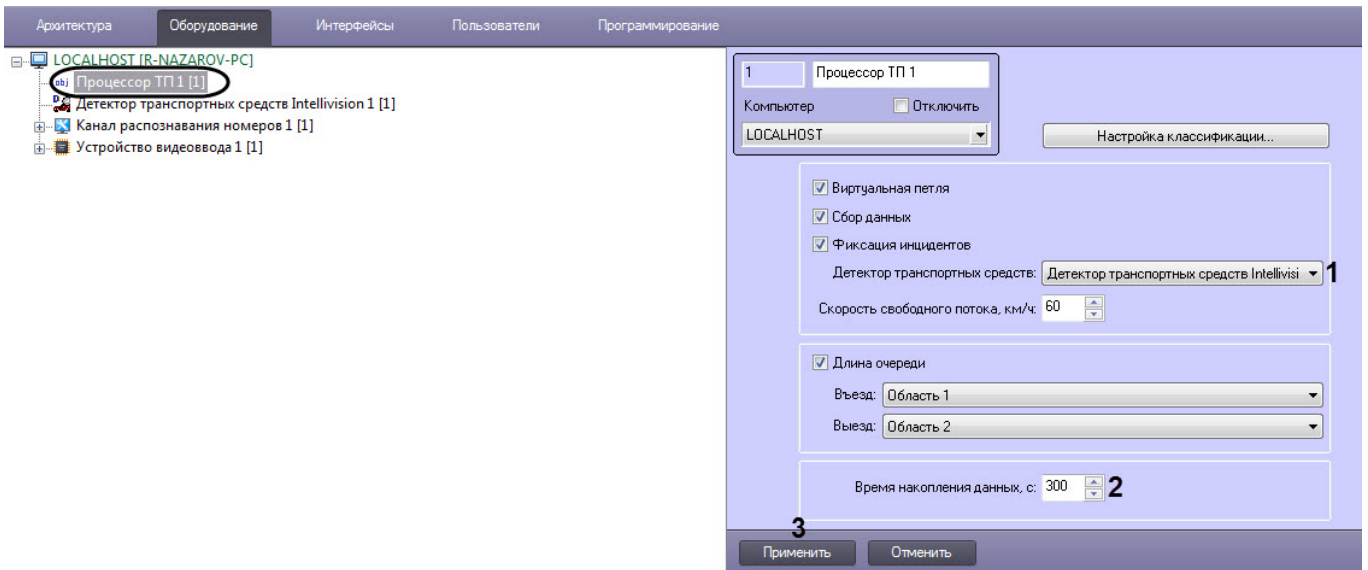 Архитектура Оборудование Интерфейсы Пользователи Программирование
LOCALHOST [R-NAZAROV-PC]
obj Процессор ТП 1 [1]
Детектор транспортных средств Intellivision 1 [1]
Канал распознавания номеров 1 [1]
Устройство видеоввода 1 [1]
1 Процессор ТП 1
Компьютер Отключить
LOCALHOST
Настройка классификации...
Виртуальная петля
Сбор данных
Фиксация инцидентов
Детектор транспортных средств: Детектор транспортных средств Intellivisi 1
Скорость свободного потока, км/ч: 60
Длина очереди
Въезд: Область 1
Выезд: Область 2
Время накопления данных, с: 300 2
3
Применить Отменить